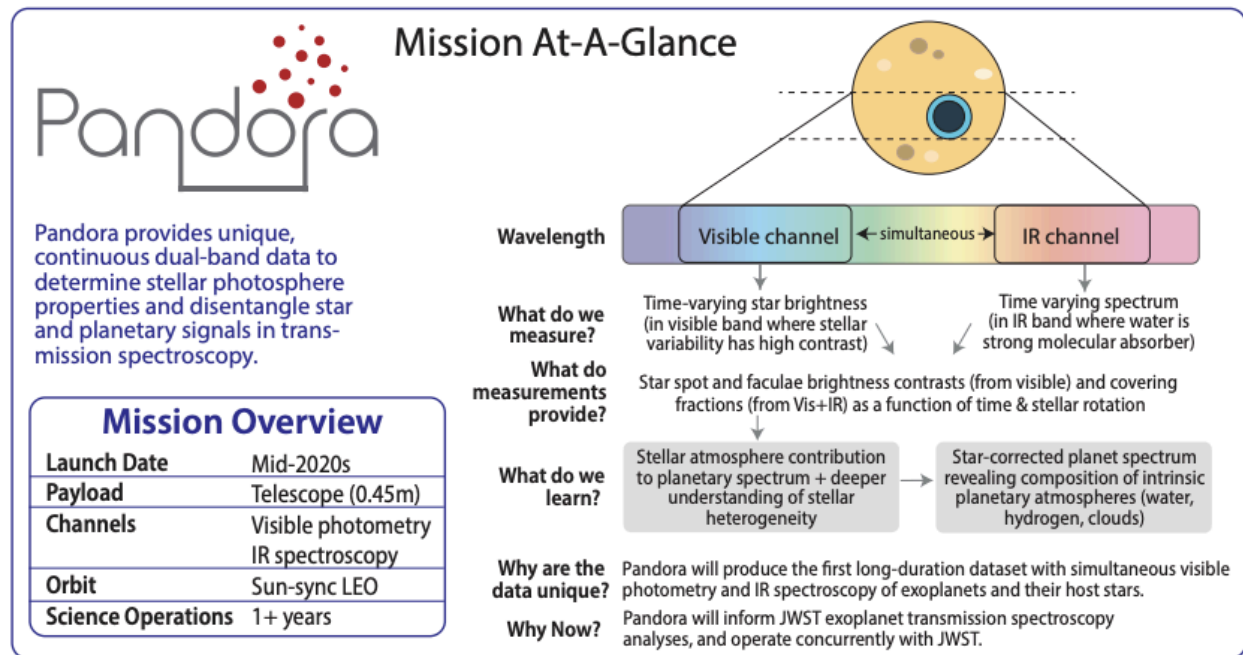 Mission At-A-Glance
Pandora
Pandora provides unique,
continuous dual-band data to
determine stellar photosphere
properties and disentangle star
and planetary signals in trans-
mission spectroscopy.
Mission Overview
Launch Date Mid-2020s
Payload Telescope (0.45m)
Channels Visible photometry
IR spectroscopy
Orbit Sun-sync LEO
Science Operations 1+ years
Wavelength Visible channel simultaneous IR channel
What do we
measure?
Time-varying star brightness
(in visible band where stellar
variability has high contrast)
Time varying spectrum
(in IR band where water is
strong molecular absorber)
What do
measurements
provide?
Star spot and faculae brightness contrasts (from visible) and covering
fractions (from Vis+IR) as a function of time & stellar rotation
What do we
learn?
Stellar atmosphere contribution
to planetary spectrum + deeper
understanding of stellar
heterogeneity
Star-corrected planet spectrum
revealing composition of intrinsic
planetary atmospheres (water,
hydrogen, clouds)
Why are the
data unique?
Pandora will produce the first long-duration dataset with simultaneous visible
photometry and IR spectroscopy of exoplanets and their host stars.
Why Now?
Pandora will inform JWST exoplanet transmission spectroscopy
analyses, and operate concurrently with JWST.